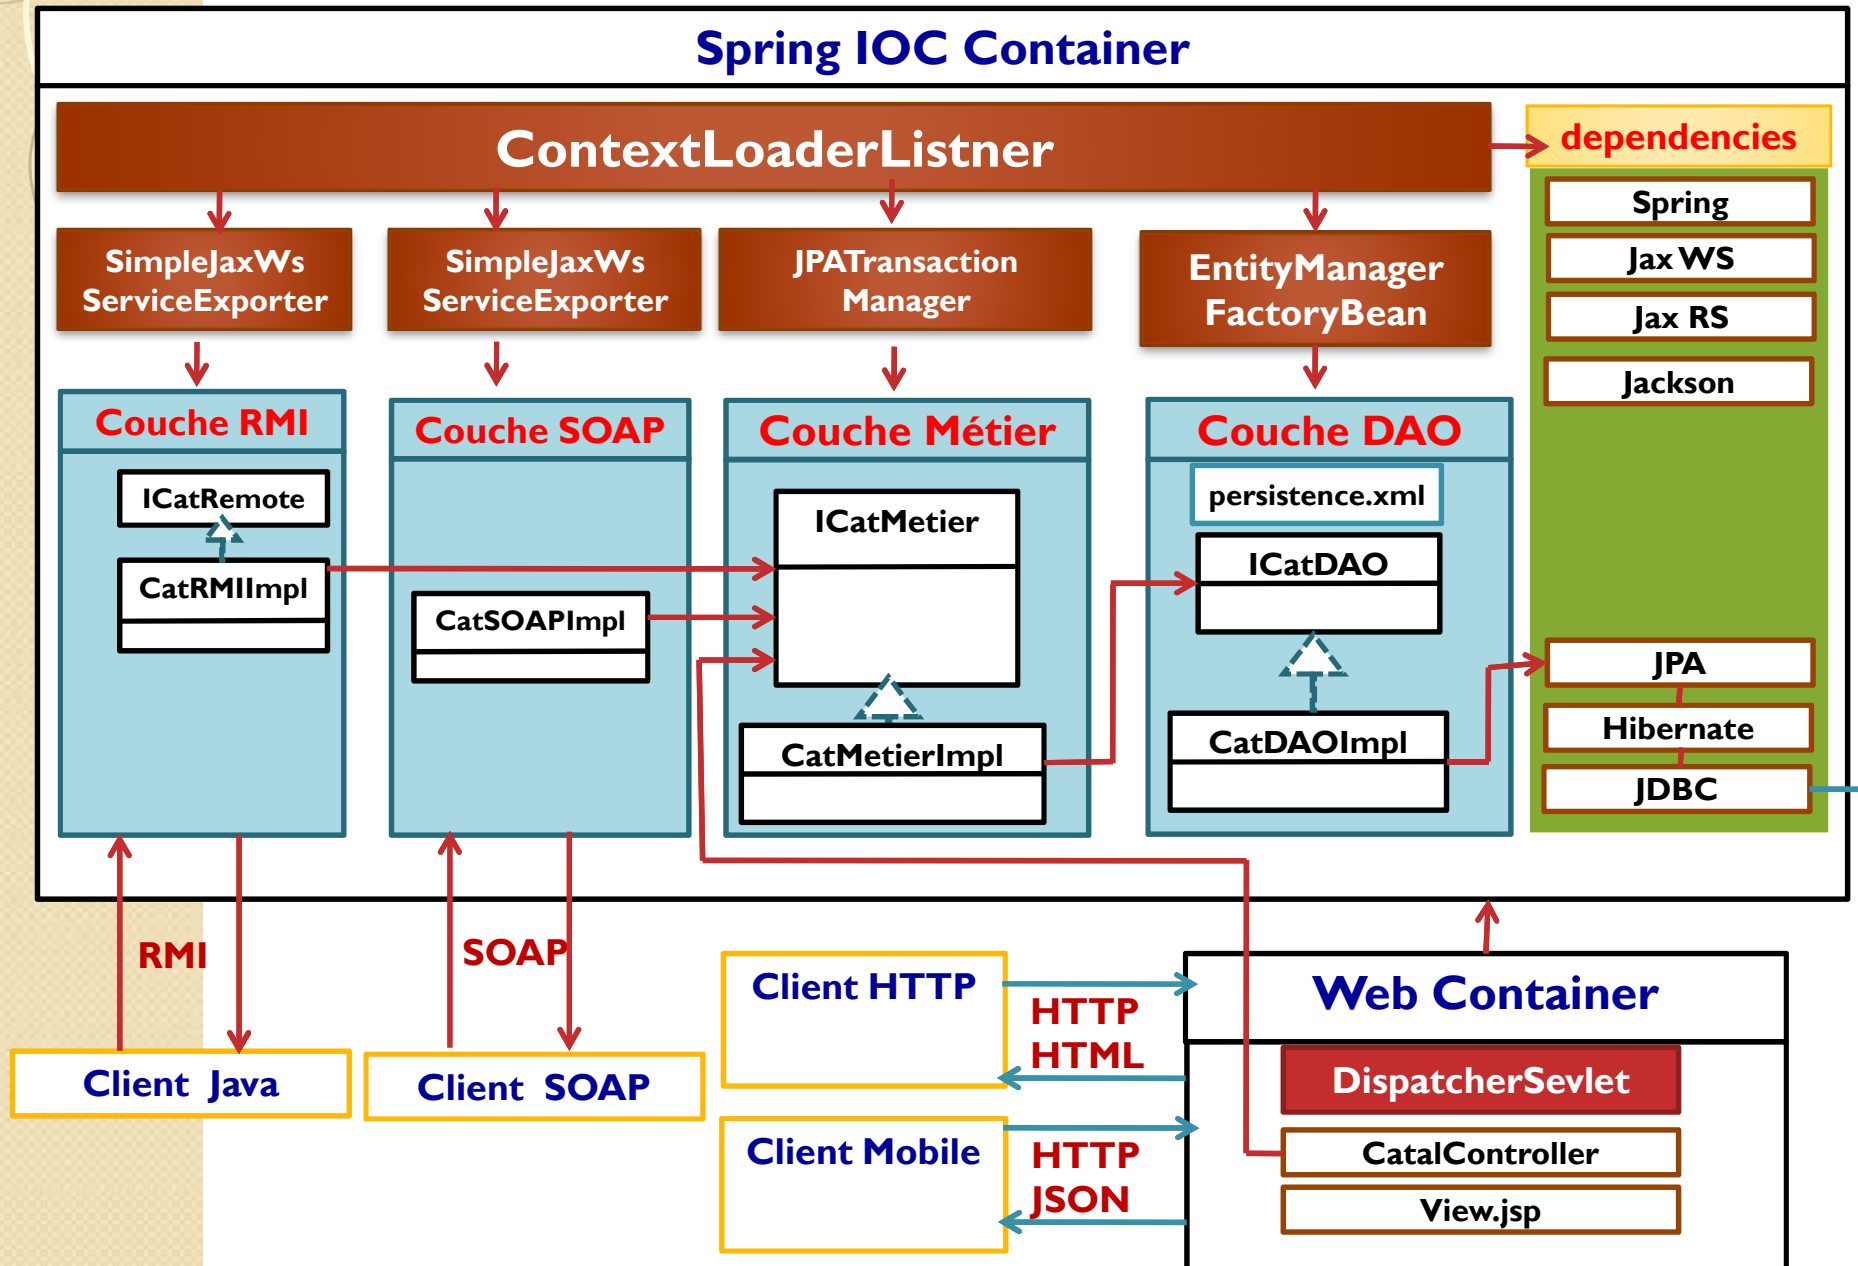 Spring IOC Container
ContextLoaderListner
dependencies
Spring
Jax WS
Jax RS
Jackson
JPA
Hibernate
JDBC
SimpleJaxWs
ServiceExporter
SimpleJaxWs
ServiceExporter
JPATransaction
Manager
EntityManager
FactoryBean
Couche RMI
ICatRemote
CatRMIImpl
Couche SOAP
CatSOAPImpl
Couche Métier
ICatMetier
CatMetierImpl
Couche DAO
persistence.xml
ICatDAO
CatDAOImpl
RMI
SOAP
Client Java
Client SOAP
Client HTTP
HTTP
HTML
Client Mobile
HTTP
JSON
Web Container
DispatcherSevlet
CatalController
View.jsp